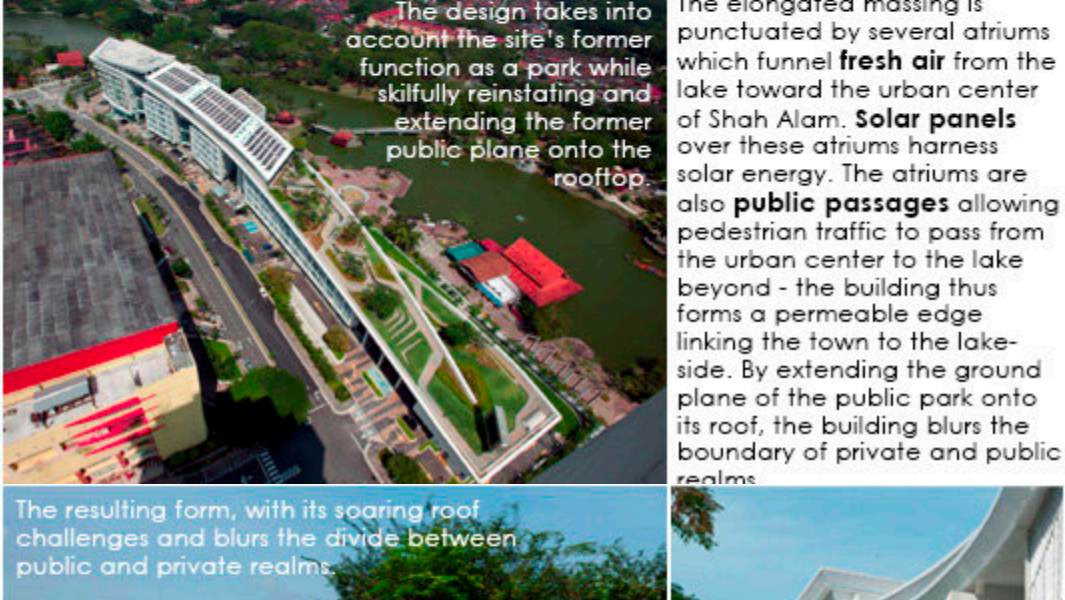 The design takes into
account the site's former
function as a park while
skilfully reinstating and
extending the former
public plane onto the
rooftop.
The elongated massing is
punctuated by several atriums
which funnel fresh air from the
lake toward the urban center
of Shah Alam. Solar panels
over these atriums harness
solar energy. The atriums are
also public passages allowing
pedestrian traffic to pass from
the urban center to the lake
beyond - the building thus
forms a permeable edge
linking the town to the lake-
side. By extending the ground
plane of the public park onto
its roof, the building blurs the
boundary of private and public
realms.
The resulting form, with its soaring roof
challenges and blurs the divide between
public and private realms.